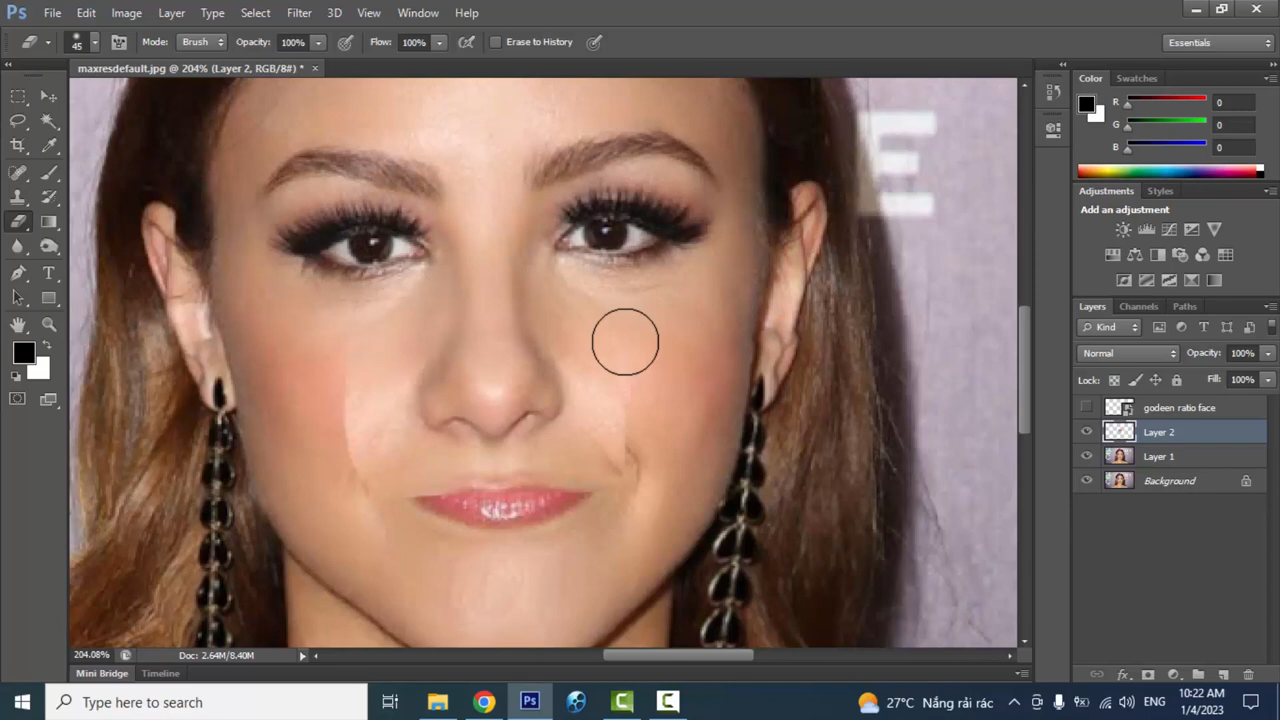 Ps File Edit Image Layer Type Select Filter 3D View Window Help
45 Mode: Brush Opacity: 100% Flow: 100% Erase to History Essentials
maxresdefault.jpg @ 204% (Layer 2, RGB/8#) * ×
E
Color Swatches
R 0
G 0
B 0
Adjustments Styles
Add an adjustment
Layers Channels Paths
Kind
Normal Opacity: 100%
Lock: Fill: 100%
godeen ratio face
Layer 2
Layer 1
Background
204.08% Doc: 2.64M/8.40M
Mini Bridge Timeline
Type here to search
Ps
27°C Nắng rải rác
ENG
10:22 AM
1/4/2023